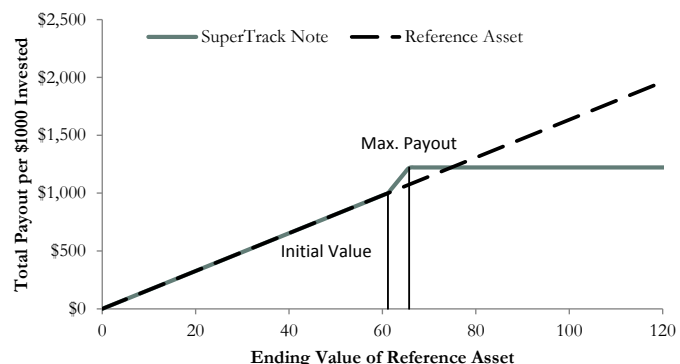 $2,500
SuperTrack Note
Reference Asset
$2,000
$1,500
Max. Payout
$1,000
Initial Value
$500
$0
0
20
40
60
80
100
120
Total Payout per $1000 Invested
Ending Value of Reference Asset